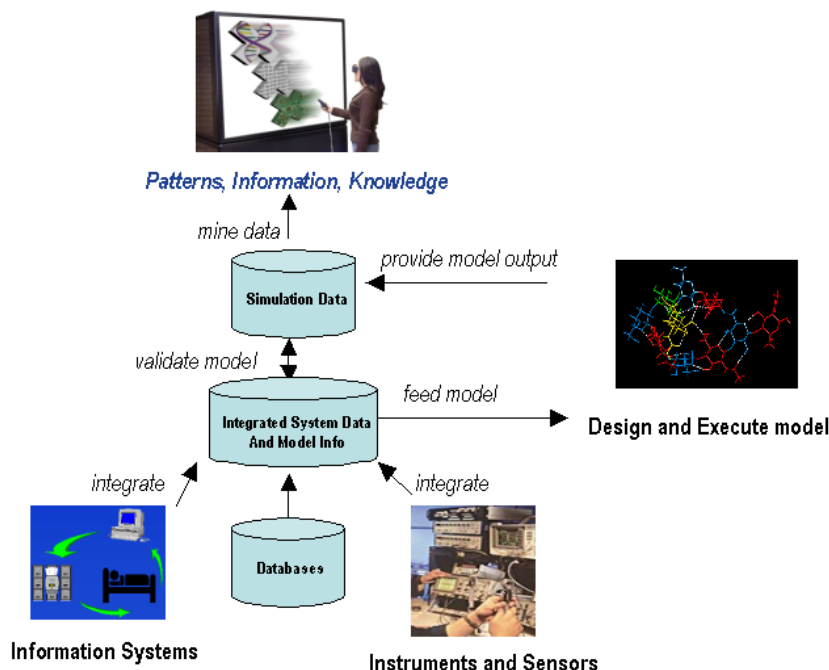 Patterns, Information, Knowledge
mine data
provide model output
Simulation Data
validate model
feed model
Integrated System Data
And Model Info
Design and Execute model
integrate
integrate
Databases
Information Systems
Instruments and Sensors